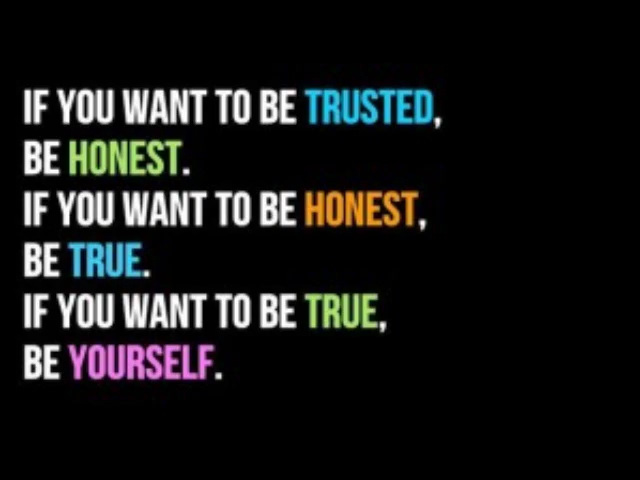 IF YOU WANT TO BE TRUSTED,
BE HONEST.
IF YOU WANT TO BE HONEST,
BE TRUE.
IF YOU WANT TO BE TRUE,
BE YOURSELF.